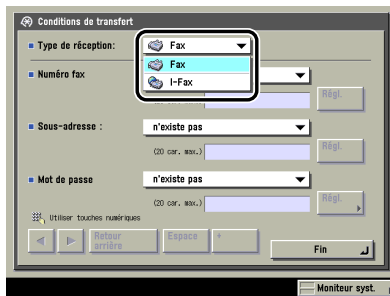 Conditions de transfert
Type de réception:
Fax
Fax
I-Fax
Numéro fax
Régl.
Sous-adresse :
n'existe pas
(20 car. max.)
Régl.
Mot de passe
n'existe pas
(20 car. max.)
Régl.
Utiliser touches numériques
Retour arrière
Espace
+
Fin
Moniteur syst.